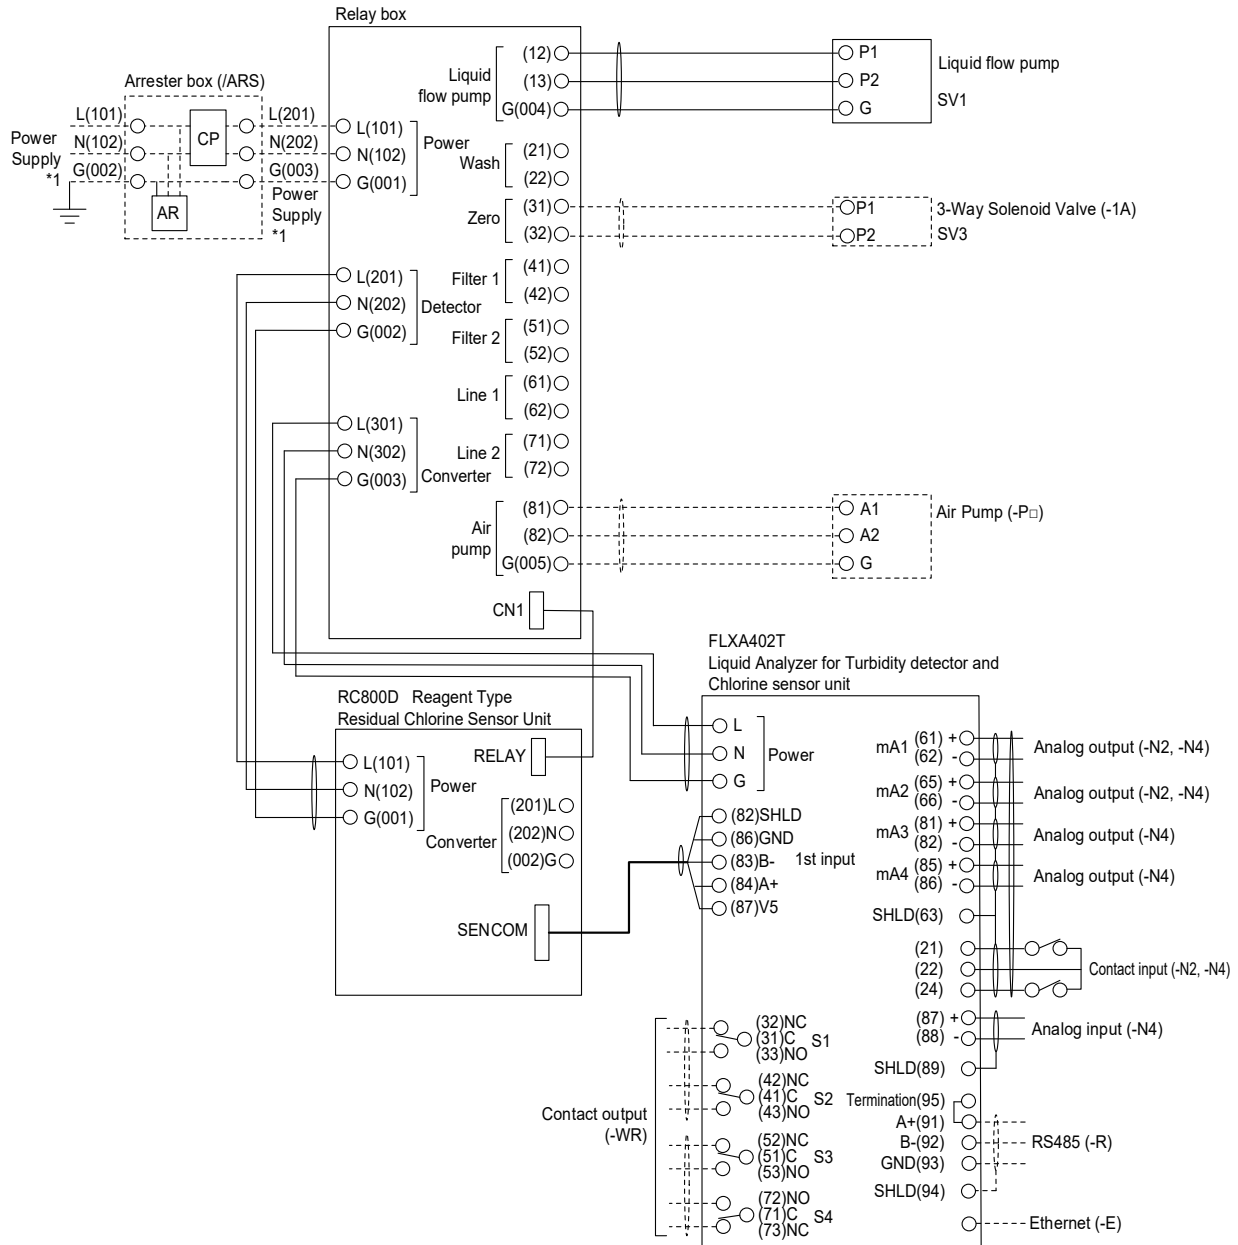 Relay box
(12)
(13)
G(004)
Liquid
flow pump
P1
P2
G
Liquid flow pump
SV1
Arrester box (/ARS)
L(101)
N(102)
G(002)
Power
Supply
*1
CP
AR
L(201)
N(202)
G(003)
Power
Supply
*1
L(101)
N(102)
G(001)
Power
Wash
(21)
(22)
Zero
(31)
(32)
P1
P2
3-Way Solenoid Valve (-1A)
SV3
L(201)
N(202)
G(002)
Detector
Filter 1
(41)
(42)
Filter 2
(51)
(52)
Line 1
(61)
(62)
L(301)
N(302)
G(003)
Converter
Line 2
(71)
(72)
Air
pump
(81)
(82)
G(005)
A1
A2
G
Air Pump (-P□)
CN1
RC800D Reagent Type
Residual Chlorine Sensor Unit
RELAY
L(101)
N(102)
G(001)
Power
Converter
(201)L
(202)N
(002)G
SENCOM
FLXA402T
Liquid Analyzer for Turbidity detector and
Chlorine sensor unit
L
N
G
Power
(82)SHLD
(86)GND
(83)B-
(84)A+
(87)V5
1st input
mA1
(61) +
(62) -
Analog output (-N2, -N4)
mA2
(65) +
(66) -
Analog output (-N2, -N4)
mA3
(81) +
(82) -
Analog output (-N4)
mA4
(85) +
(86) -
Analog output (-N4)
SHLD(63)
(21)
(22)
(24)
Contact input (-N2, -N4)
(87) +
(88) -
Analog input (-N4)
SHLD(89)
Termination(95)
A+(91)
B-(92)
GND(93)
SHLD(94)
RS485 (-R)
Ethernet (-E)
Contact output
(-WR)
(32)NC
(31)C
(33)NO
S1
(42)NC
(41)C
(43)NO
S2
(52)NC
(51)C
(53)NO
S3
(72)NO
(71)C
(73)NC
S4